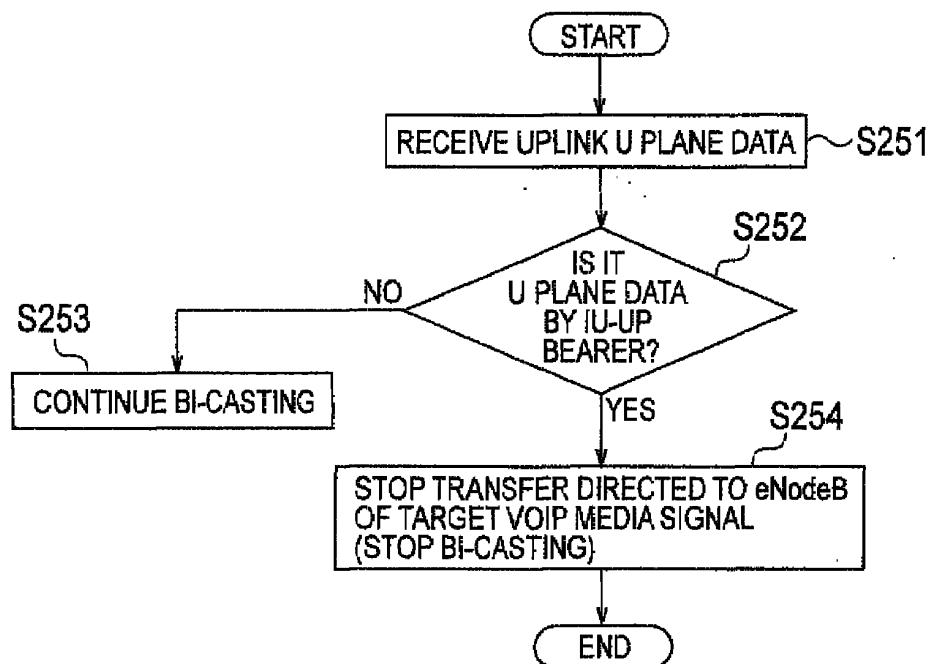 START
RECEIVE UPLINK U PLANE DATA
S251
S252
IS IT
U PLANE DATA
BY IU-UP
BEARER?
NO
S253
CONTINUE BI-CASTING
YES
S254
STOP TRANSFER DIRECTED TO eNodeB
OF TARGET VOIP MEDIA SIGNAL
(STOP BI-CASTING)
END